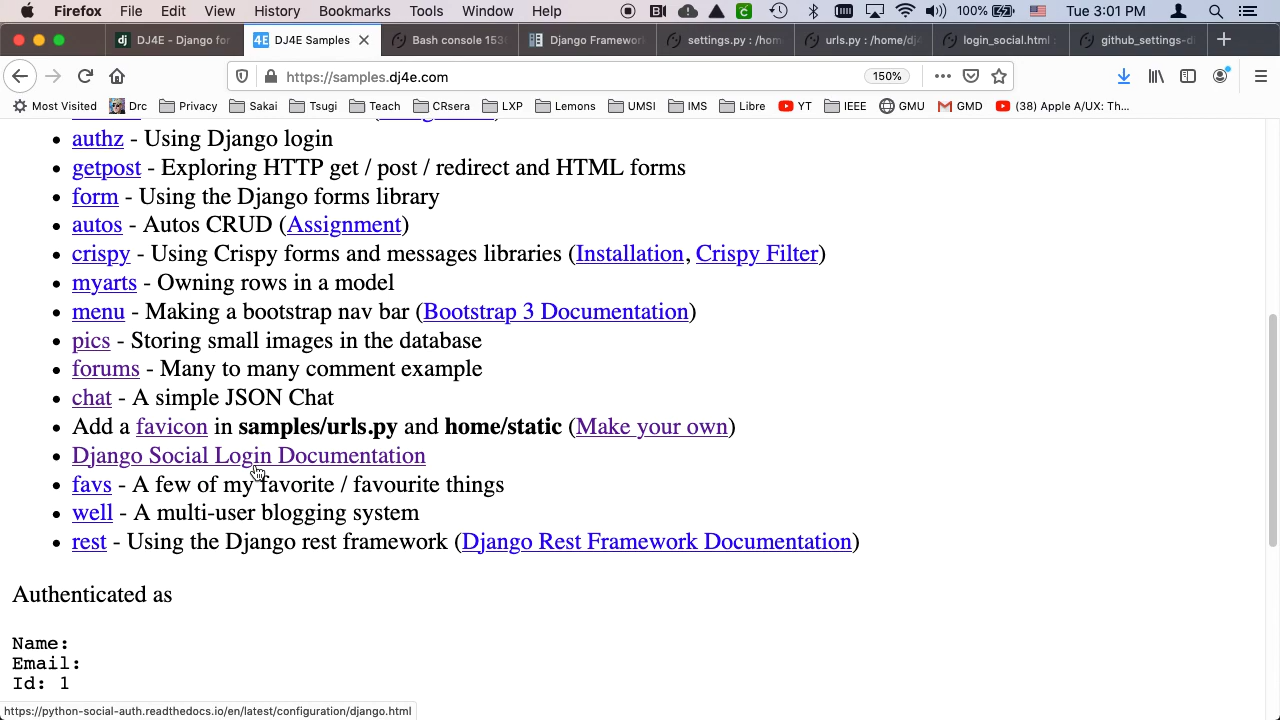 Firefox File Edit View History Bookmarks Tools Window Help 100% Tue 3:01 PM
DJ4E - Django for 4E DJ4E Samples Bash console 153 Django Framewor settings.py : /hom urls.py : /home/dj4 login_social.html : github_settings-di
https://samples.dj4e.com 150%
Most Visited Drc Privacy Sakai Tsugi Teach CRsera LXP Lemons UMSI IMS Libre YT IEEE GMU GMD (38) Apple A/UX: Th...
• authz - Using Django login
• getpost - Exploring HTTP get / post / redirect and HTML forms
• form - Using the Django forms library
• autos - Autos CRUD (Assignment)
• crispy - Using Crispy forms and messages libraries (Installation, Crispy Filter)
• myarts - Owning rows in a model
• menu - Making a bootstrap nav bar (Bootstrap 3 Documentation)
• pics - Storing small images in the database
• forums - Many to many comment example
• chat - A simple JSON Chat
• Add a favicon in samples/urls.py and home/static (Make your own)
• Django Social Login Documentation
• favs - A few of my favorite / favourite things
• well - A multi-user blogging system
• rest - Using the Django rest framework (Django Rest Framework Documentation)
Authenticated as
Name:
Email:
Id: 1
https://python-social-auth.readthedocs.io/en/latest/configuration/django.html